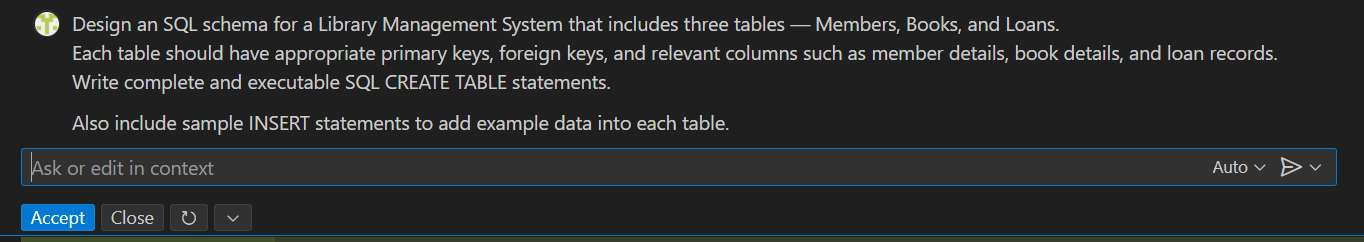 Design an SQL schema for a Library Management System that includes three tables — Members, Books, and Loans.
Each table should have appropriate primary keys, foreign keys, and relevant columns such as member details, book details, and loan records.
Write complete and executable SQL CREATE TABLE statements.
Also include sample INSERT statements to add example data into each table.
Ask or edit in context
Auto
Accept Close